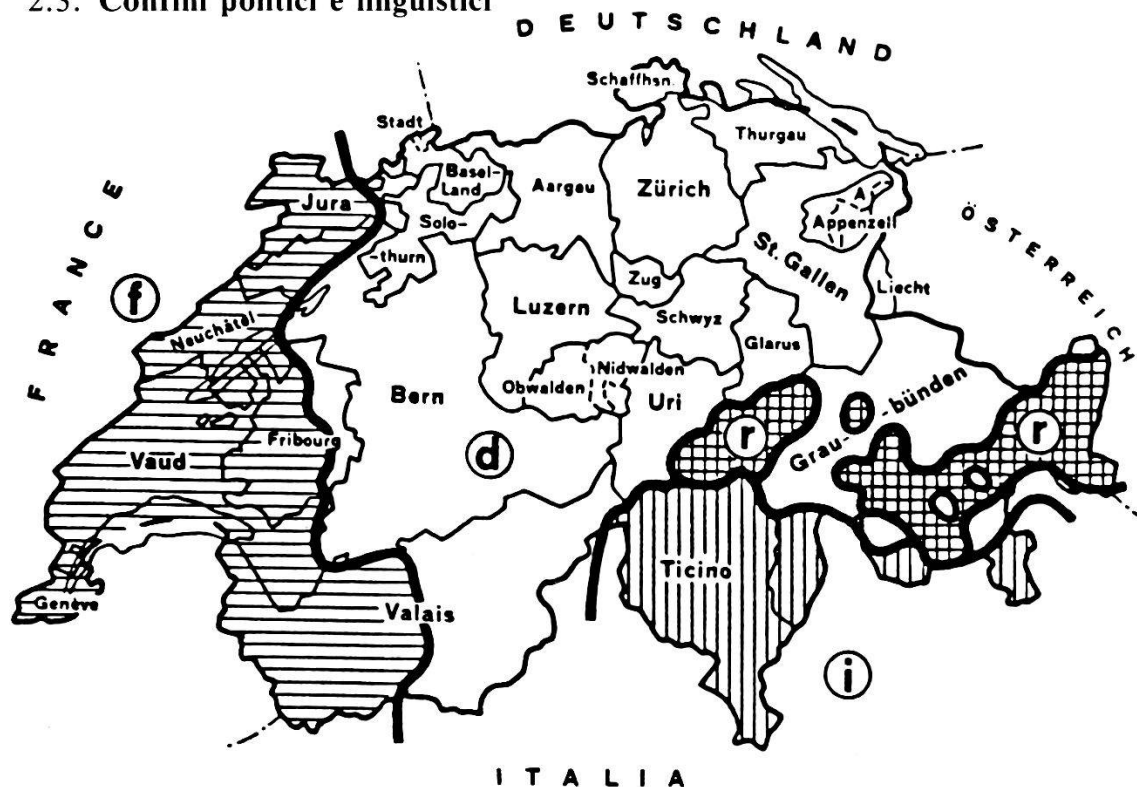 2.3. Confini politici e linguistici
DEUTSCHLAND
Schaffhsn.
Stadt
Thurgau
Basel-
Land
Aargau
Zürich
A
Jura
FRANCE
Solo-
Appenzell
ÖSTERREICH
-thurn
St. Gallen
Zug
Liecht
f
Luzern
Schwyz
Neuchâtel
Glarus
Nidwalden
Obwalden
Bern
Uri
Grau-
-bünden
r
r
Fribourg
d
Vaud
Ticino
Genève
Valais
i
ITALIA